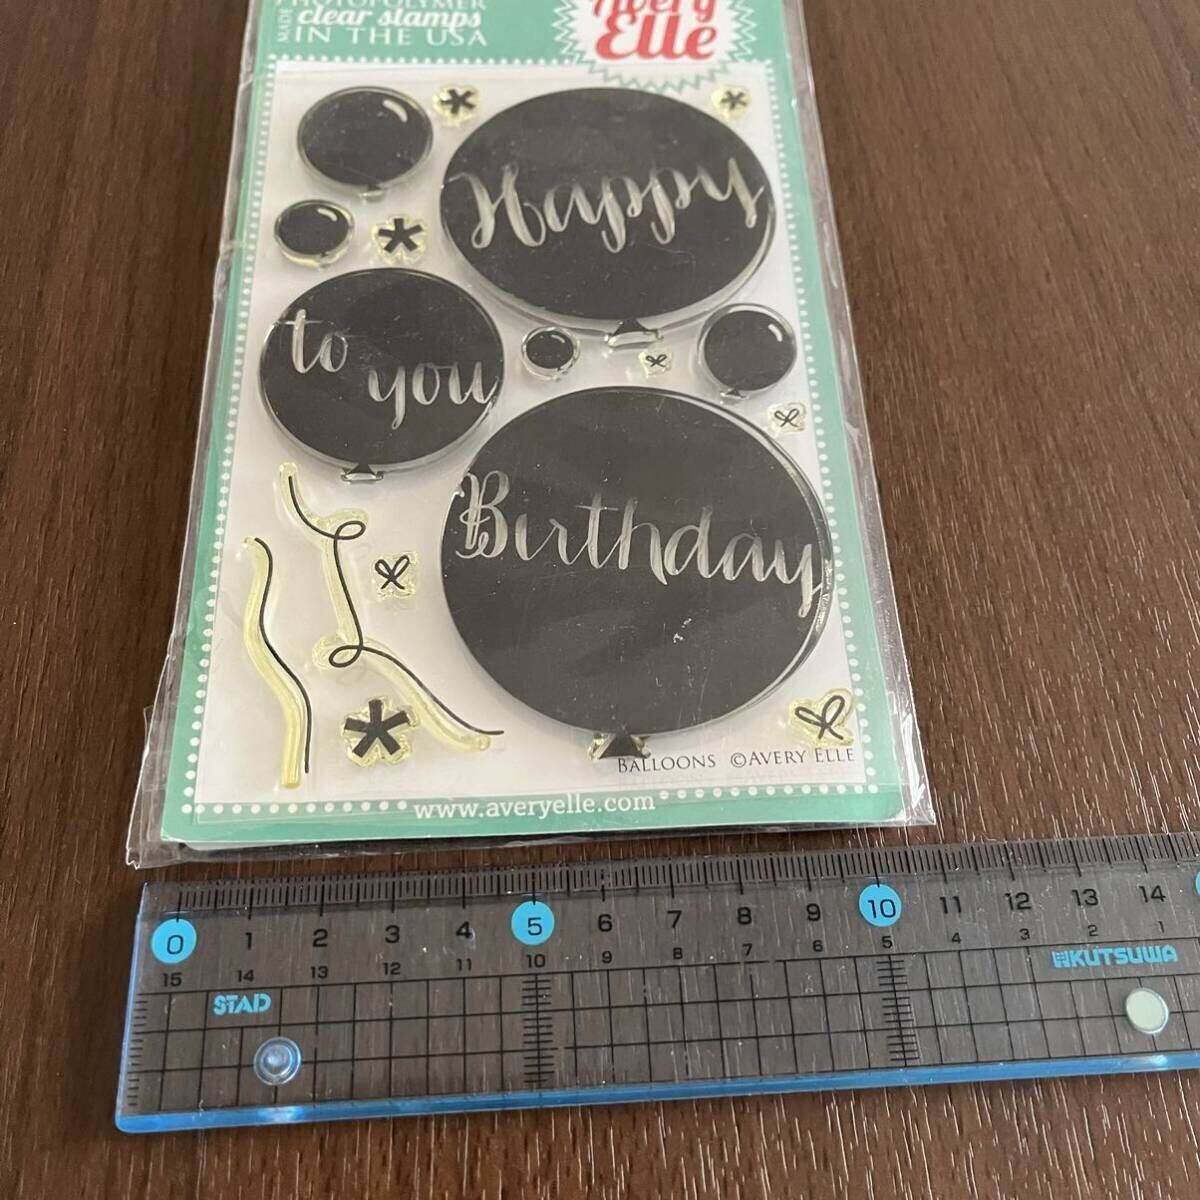 PHOTOPOLYMER
MADE
clear stamps
IN THE USA
Avery
Elle
Happy
to
you
Birthday
BALLOONS ©AVERY ELLE
www.averyelle.com
0 1 2 3 4 5 6 7 8 9 10 11 12 13 14
15 14 13 12 11 10 9 8 7 6 5 4 3 2 1
STAD
KUTSUWA